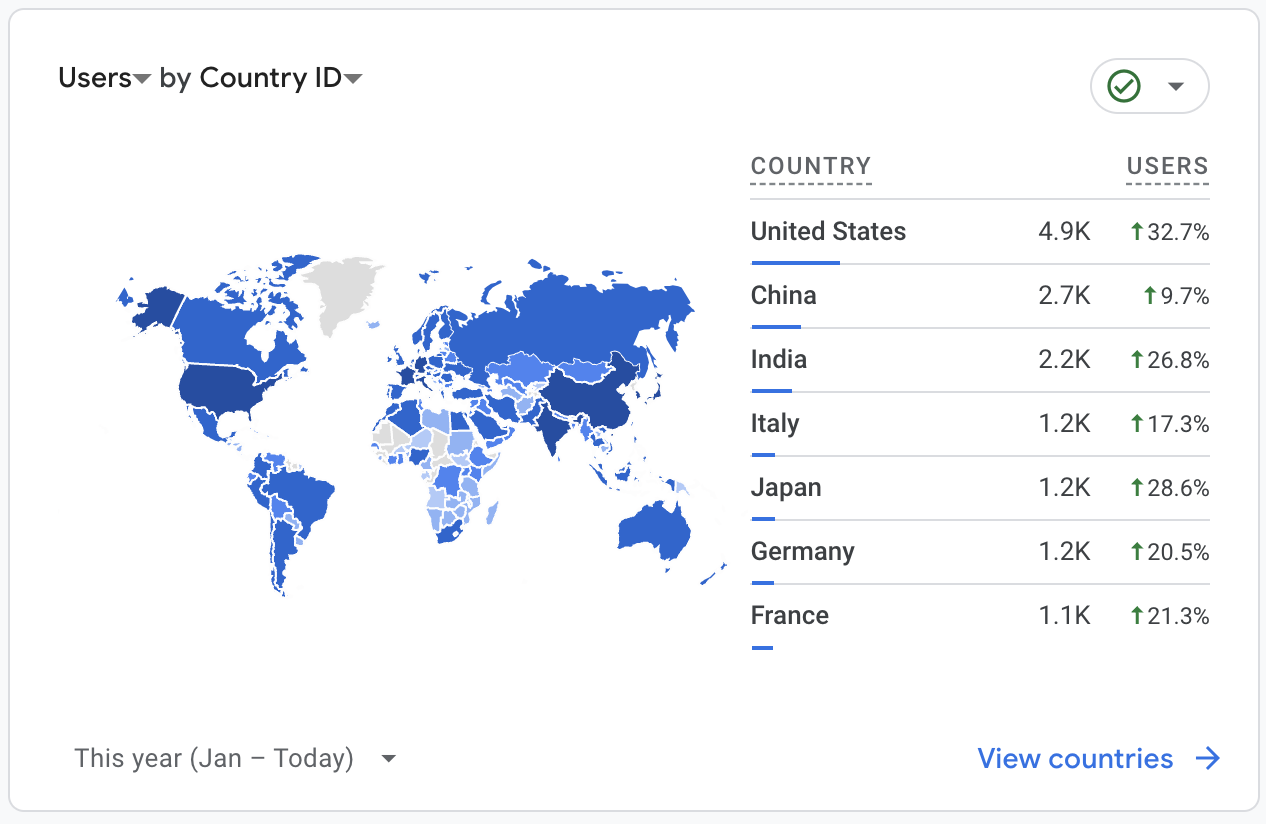 Users by Country ID
COUNTRY USERS
United States 4.9K 32.7%
China 2.7K 9.7%
India 2.2K 26.8%
Italy 1.2K 17.3%
Japan 1.2K 28.6%
Germany 1.2K 20.5%
France 1.1K 21.3%
This year (Jan – Today) View countries